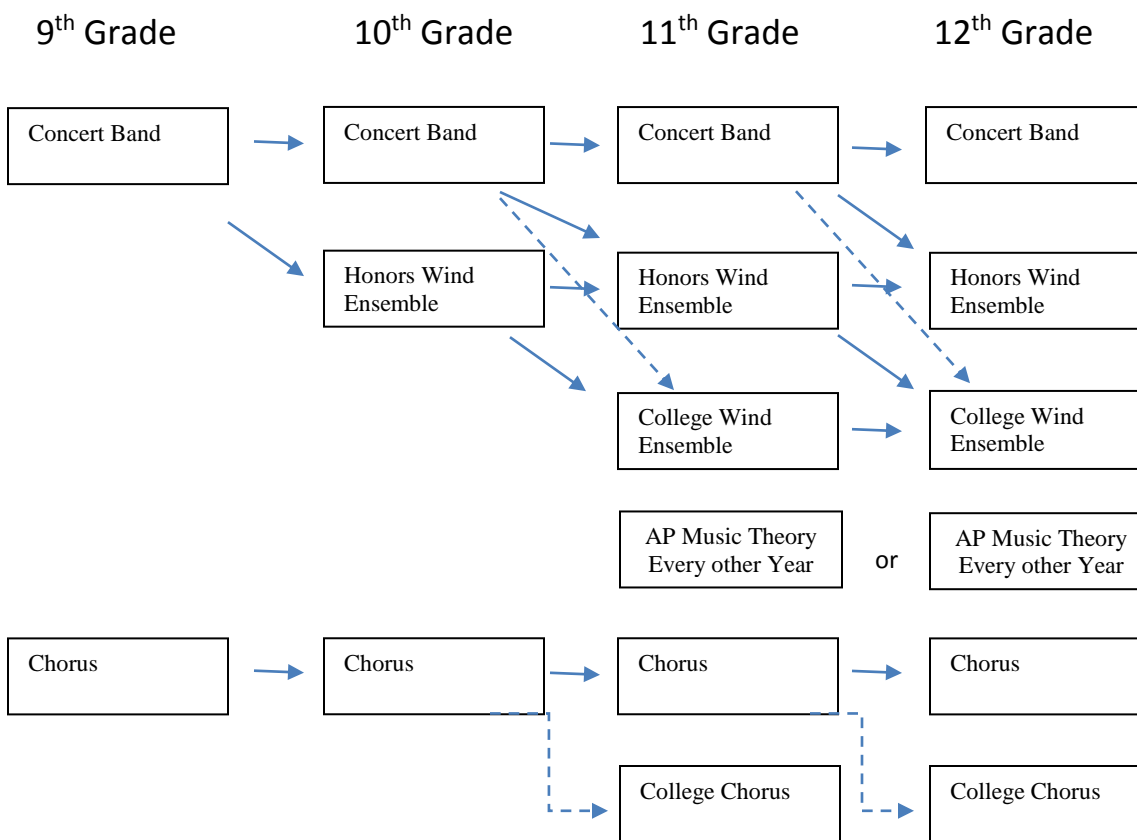 9th Grade
10th Grade
11th Grade
12th Grade
Concert Band
Concert Band
Concert Band
Concert Band
Honors Wind
Ensemble
Honors Wind
Ensemble
Honors Wind
Ensemble
College Wind
Ensemble
College Wind
Ensemble
AP Music Theory
Every other Year
or
AP Music Theory
Every other Year
Chorus
Chorus
Chorus
Chorus
College Chorus
College Chorus